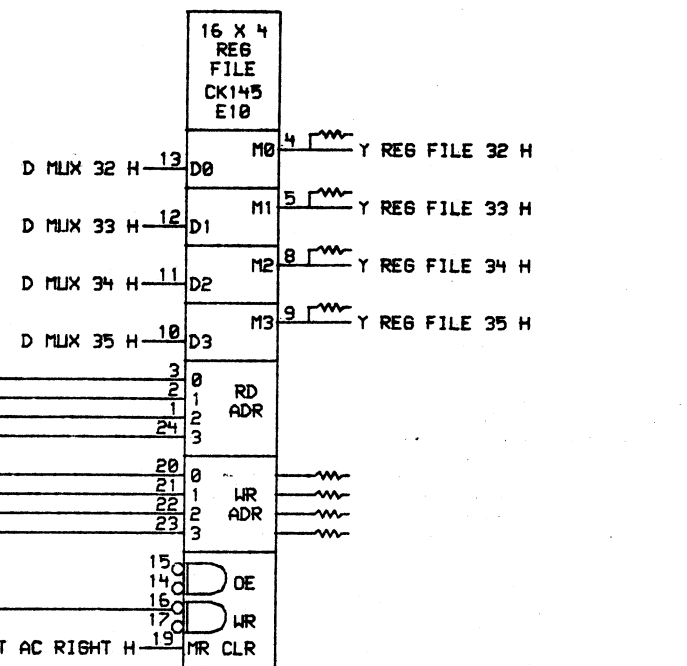 16 X 4
REG
FILE
CK145
E10
M0 4 Y REG FILE 32 H
D MUX 32 H 13 D0
M1 5 Y REG FILE 33 H
D MUX 33 H 12 D1
M2 8 Y REG FILE 34 H
D MUX 34 H 11 D2
M3 9 Y REG FILE 35 H
D MUX 35 H 10 D3
3 0
2 1
1 2
24 3
RD
ADR
20 0
21 1
22 2
23 3
WR
ADR
15
14 OE
16
17 WR
T AC RIGHT H 19 MR CLR